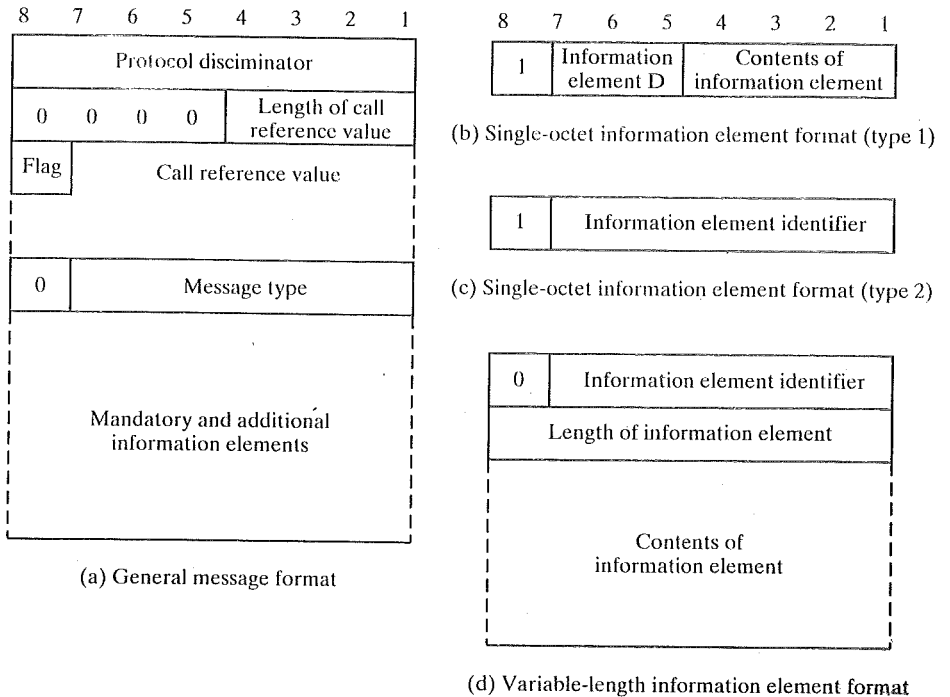 8 7 6 5 4 3 2 1
Protocol disciminator
0 0 0 0
Length of call
reference value
Flag
Call reference value
0
Message type
Mandatory and additional
information elements
(a) General message format
8 7 6 5 4 3 2 1
1
Information
element D
Contents of
information element
(b) Single-octet information element format (type 1)
1
Information element identifier
(c) Single-octet information element format (type 2)
0
Information element identifier
Length of information element
Contents of
information element
(d) Variable-length information element format